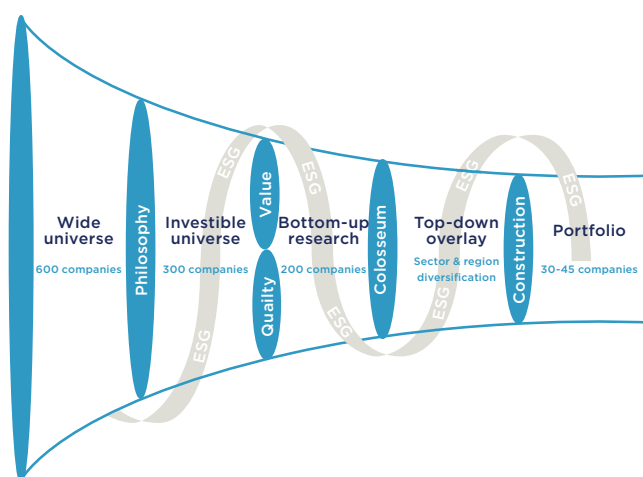 Wide
universe
600 companies
Philosophy
Investible
universe
300 companies
Value
Quailty
Bottom-up
research
200 companies
Colosseum
Top-down
overlay
Sector & region
diversification
Construction
Portfolio
30-45 companies
ESG
ESG
ESG
ESG
ESG
ESG
ESG